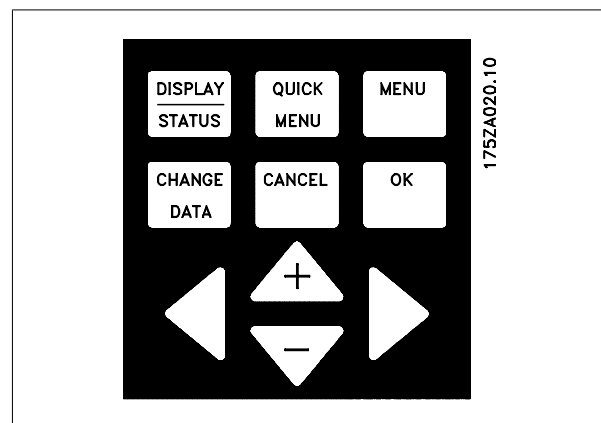 DISPLAY
STATUS
QUICK
MENU
MENU
CHANGE
DATA
CANCEL
OK
+
−
175ZA020.10